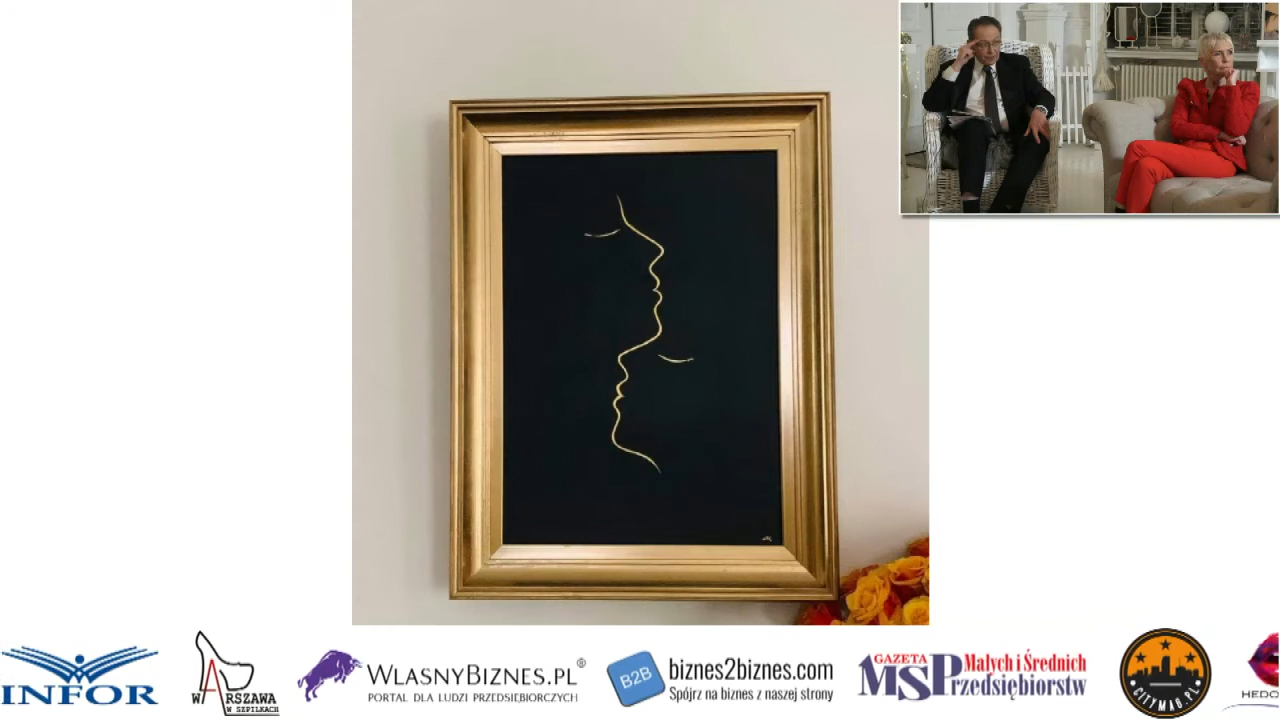 INFOR
WARSZAWA
W SZPILKACH
WLASNYBIZNES.PL®
PORTAL DLA LUDZI PRZEDSIĘBIORCZYCH
B2B
biznes2biznes.com
Spójrz na biznes z naszej strony
GAZETA
MSP
Małych i Średnich
Przedsiębiorstw
CITYMAG.PL
HEDO